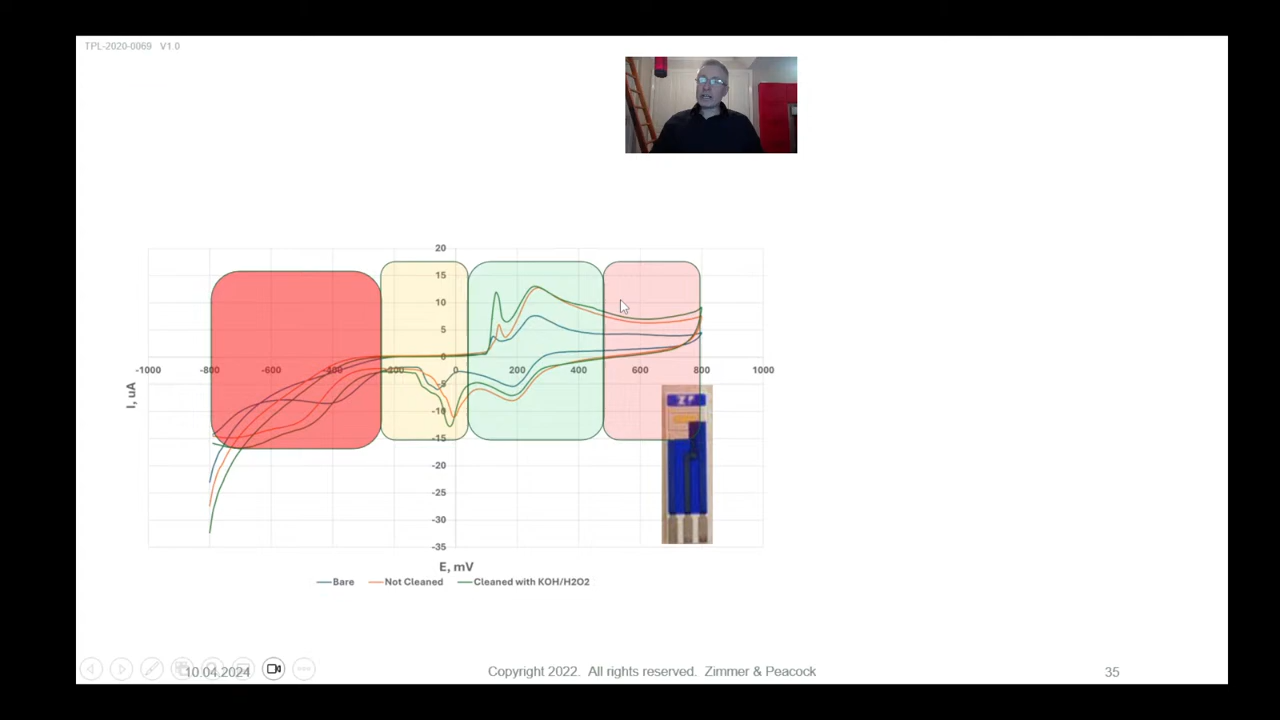 TPL-2020-0069 V1.0
20
15
10
5
0
-1000 -800 -600 -400 0 200 400 600 800 1000
-5
-10
-15
-20
-25
-30
-35
I, uA
E, mV
ZP
Bare Not Cleaned Cleaned with KOH/H2O2
10.04.2024 Copyright 2022. All rights reserved. Zimmer & Peacock 35